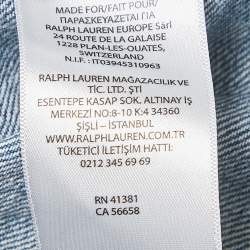 MADE FOR/FAIT POUR/
ΠΑΡΑΣΚΕΥΑΖΕΤΑΙ ΓΙΑ/
RALPH LAUREN EUROPE Sàrl
24 ROUTE DE LA GALAISE
1228 PLAN-LES-OUATES,
SWITZERLAND
N.I.F.: IT03945310963
RALPH LAUREN MAĞAZACILIK VE
TİC LTD. ŞTİ
ESENTEPE KASAP SOK. ALTINAY İŞ
MERKEZİ NO:8-10 K:4 34360
ŞİŞLİ – İSTANBUL
WWW.RALPHLAUREN.COM.TR
TÜKETİCİ İLETİŞİM HATTI:
0212 345 69 69
RN 41381
CA 56658